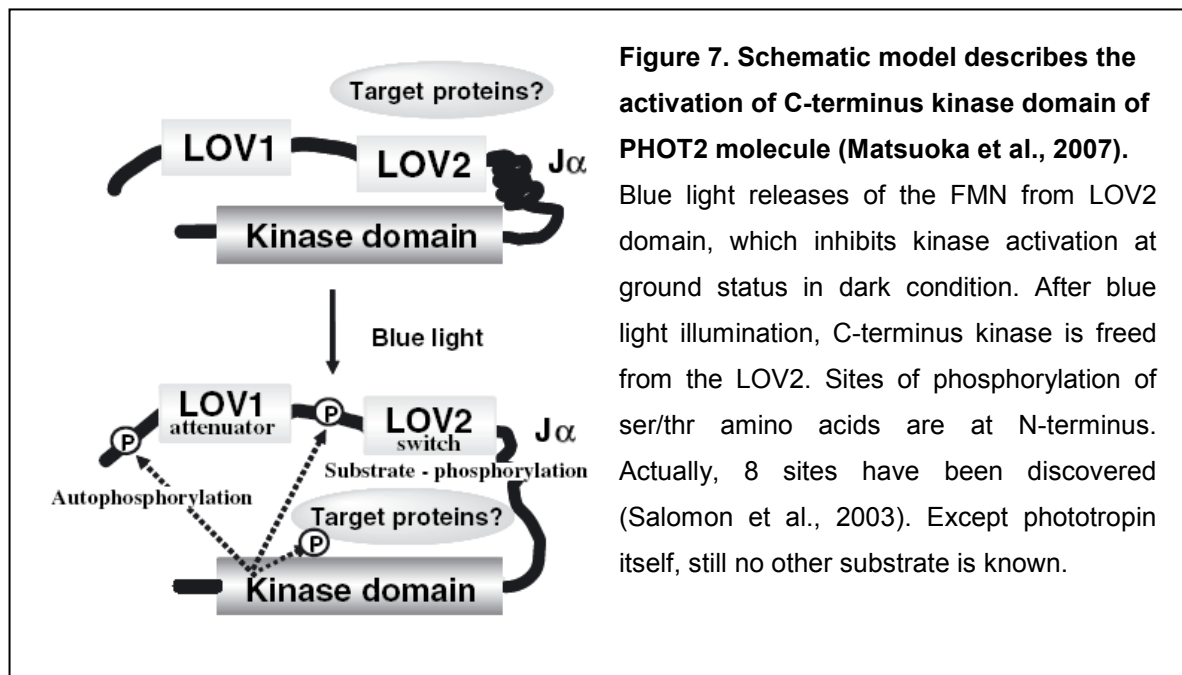 Target proteins?
LOV1
LOV2
Jα
Kinase domain
Blue light
LOV1
attenuator
P
LOV2
switch
Jα
P
Substrate - phosphorylation
Autophosphorylation
Target proteins?
P
Kinase domain
Figure 7. Schematic model describes the
activation of C-terminus kinase domain of
PHOT2 molecule (Matsuoka et al., 2007).
Blue light releases of the FMN from LOV2
domain, which inhibits kinase activation at
ground status in dark condition. After blue
light illumination, C-terminus kinase is freed
from the LOV2. Sites of phosphorylation of
ser/thr amino acids are at N-terminus.
Actually, 8 sites have been discovered
(Salomon et al., 2003). Except phototropin
itself, still no other substrate is known.